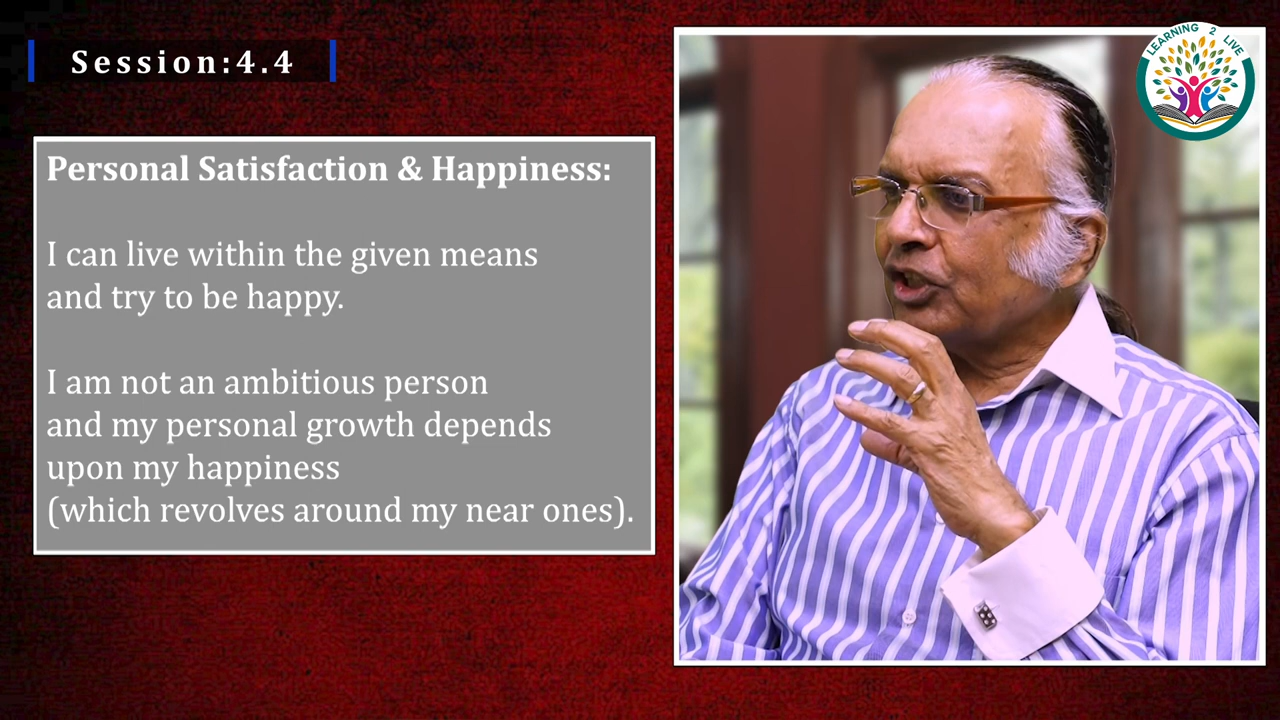 Session:4.4
LEARNING 2 LIVE
Personal Satisfaction & Happiness:
I can live within the given means
and try to be happy.
I am not an ambitious person
and my personal growth depends
upon my happiness
(which revolves around my near ones).